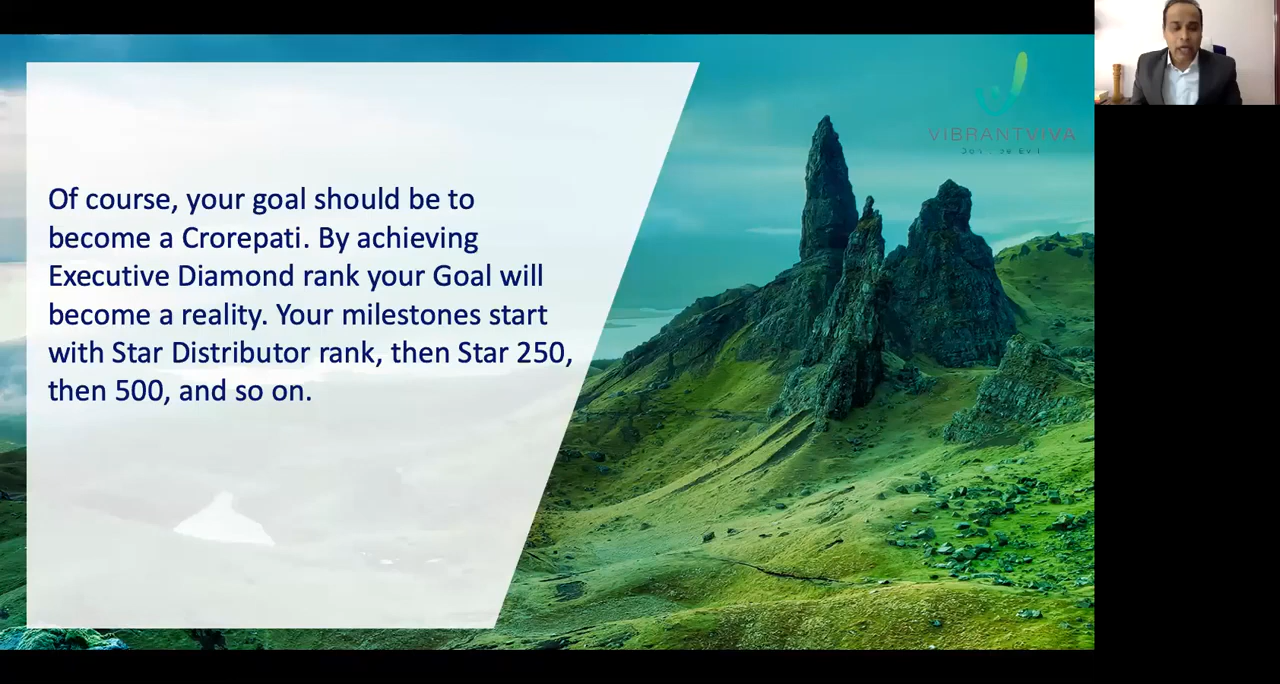 Of course, your goal should be to
become a Crorepati. By achieving
Executive Diamond rank your Goal will
become a reality. Your milestones start
with Star Distributor rank, then Star 250,
then 500, and so on.
VIBRANTVIVA